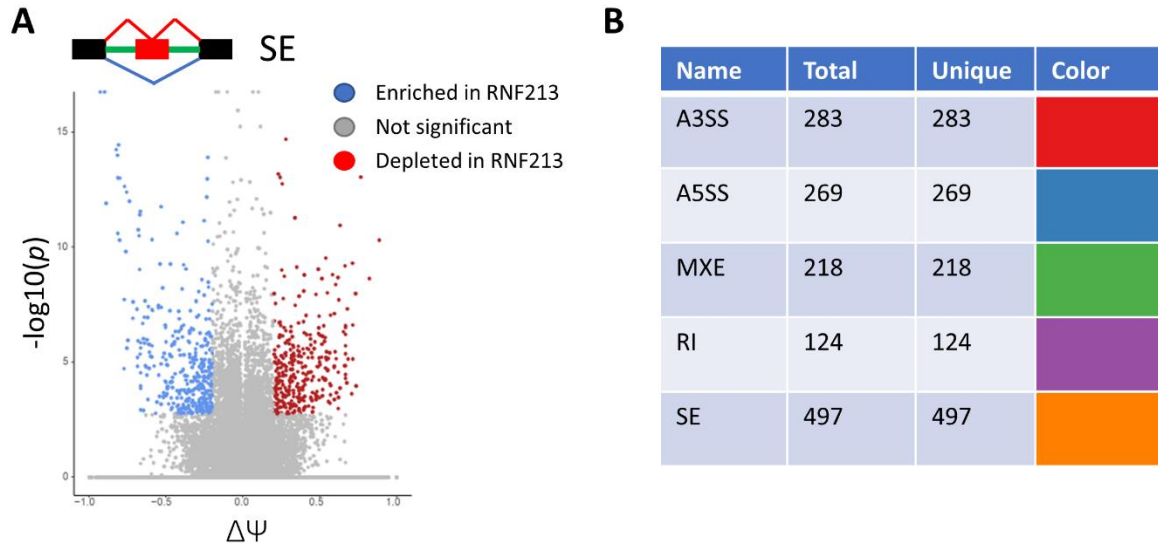 A
SE
Enriched in RNF213
Not significant
Depleted in RNF213
15
10
5
0
-log10(p)
−1.0
−0.5
0.0
0.5
1.0
ΔΨ
B
Name Total Unique Color
A3SS 283 283
A5SS 269 269
MXE 218 218
RI 124 124
SE 497 497